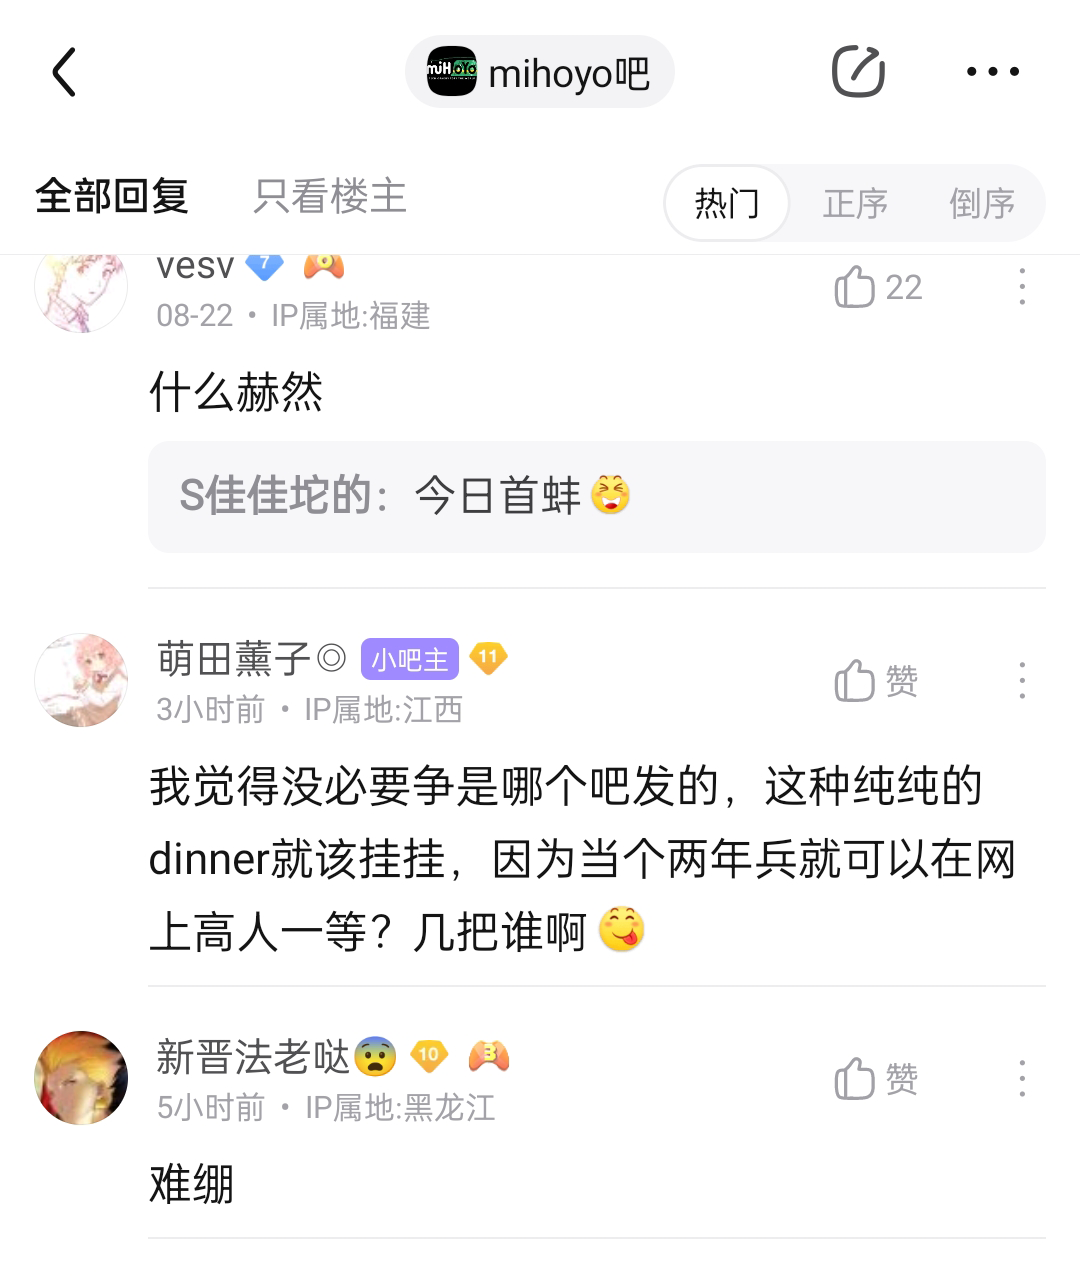 miHoYo
mihoyo吧
全部回复 只看楼主 热门 正序 倒序
vesv 7 6
22
08-22 · IP属地:福建
什么赫然
S佳佳坨的：今日首蚌
萌田薰子◎ 小吧主 11
赞
3小时前 · IP属地:江西
我觉得没必要争是哪个吧发的，这种纯纯的
dinner就该挂挂，因为当个两年兵就可以在网
上高人一等？几把谁啊
新晋法老哒 10 3
赞
5小时前 · IP属地:黑龙江
难绷